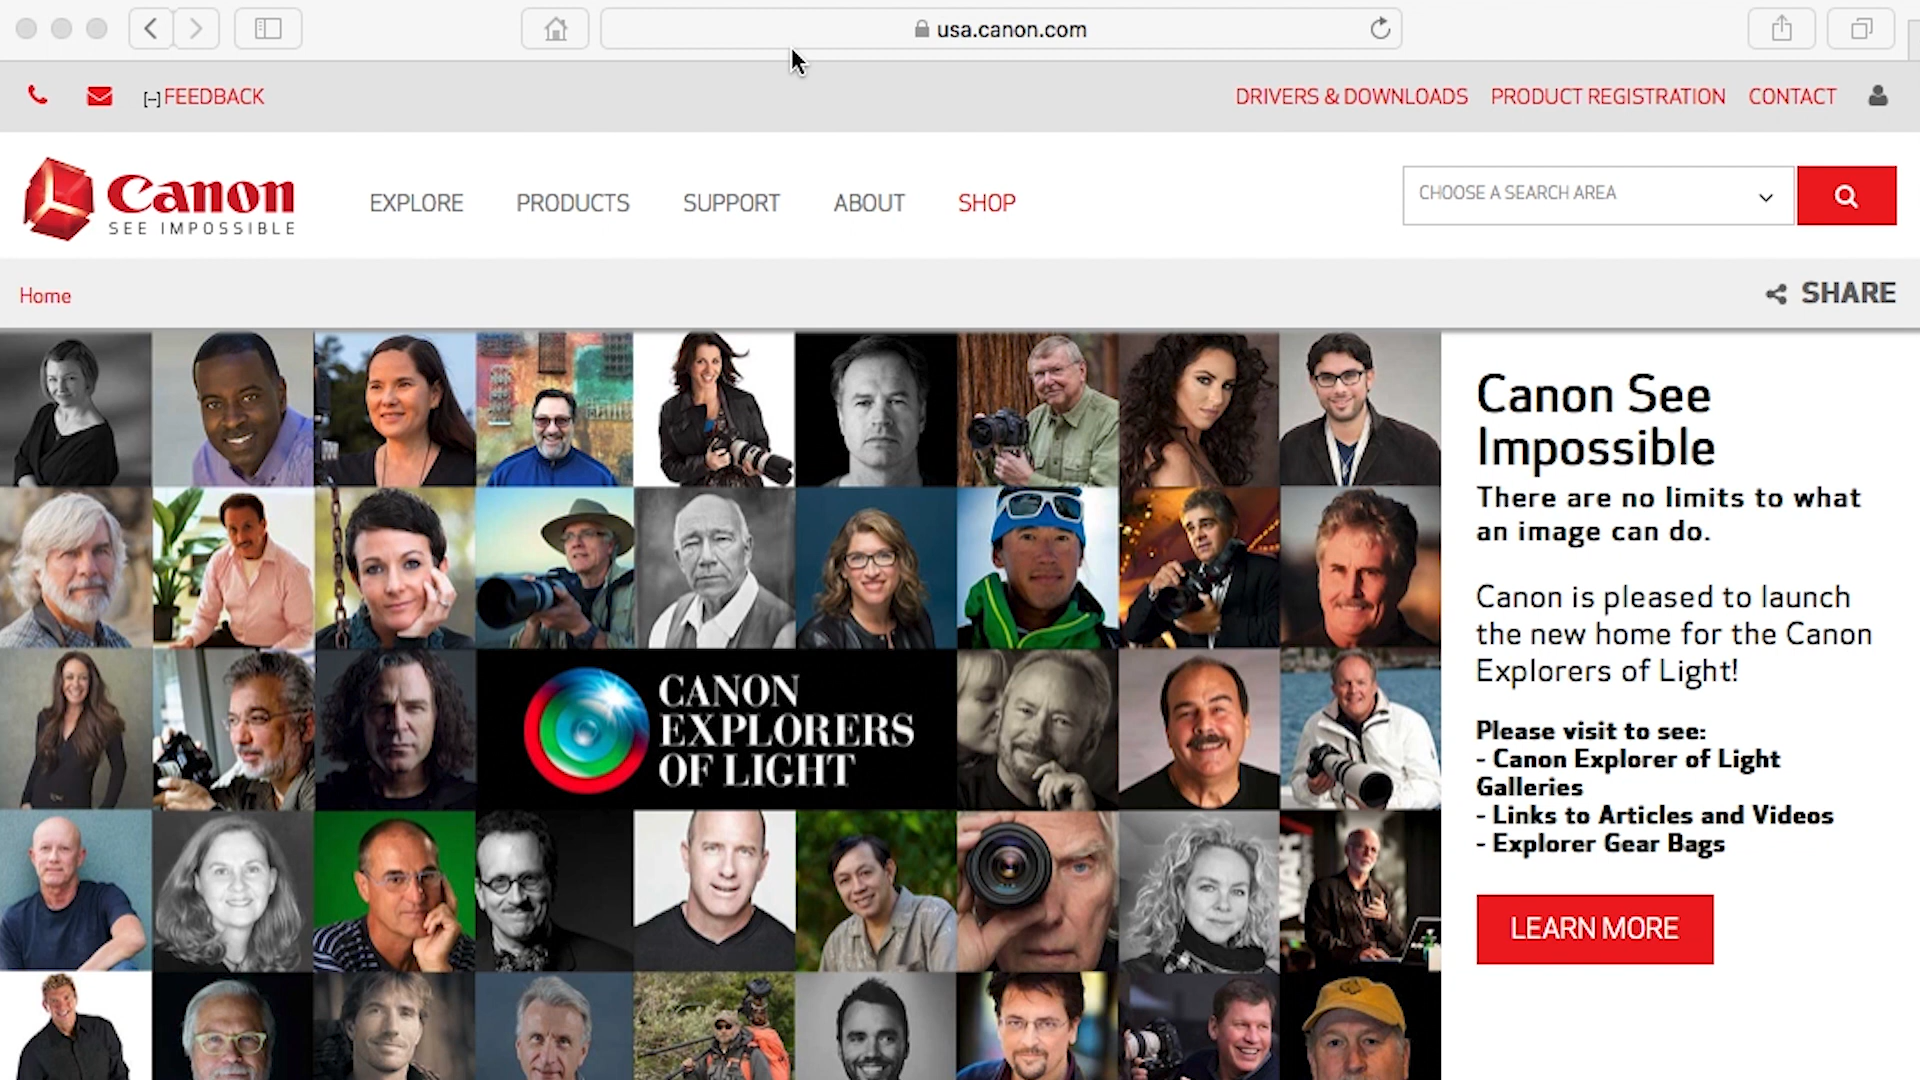 usa.canon.com
[-] FEEDBACK
DRIVERS & DOWNLOADS PRODUCT REGISTRATION CONTACT
Canon
SEE IMPOSSIBLE
EXPLORE PRODUCTS SUPPORT ABOUT SHOP
CHOOSE A SEARCH AREA
Home
SHARE
CANON
EXPLORERS
OF LIGHT
Canon See
Impossible
There are no limits to what
an image can do.
Canon is pleased to launch
the new home for the Canon
Explorers of Light!
Please visit to see:
- Canon Explorer of Light
Galleries
- Links to Articles and Videos
- Explorer Gear Bags
LEARN MORE